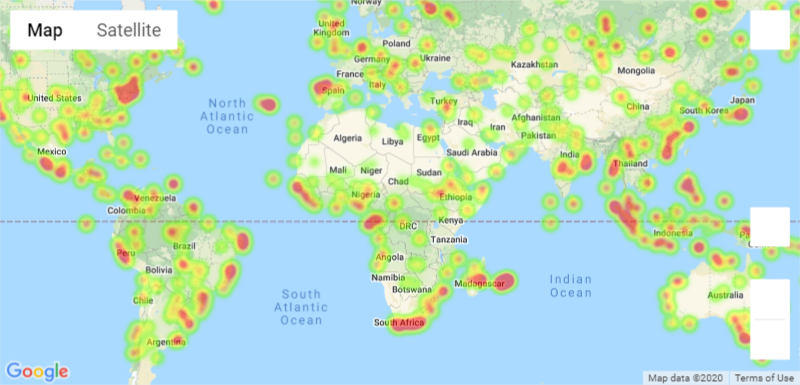 Map Satellite
Norway
United
Kingdom
Poland
Germany
Ukraine
France
Kazakhstan
Mongolia
Italy
Spain
United States
North
Atlantic
Ocean
Turkey
China
South Korea
Japan
Afghanistan
Iraq
Iran
Pakistan
Algeria
Libya
Egypt
Mexico
Saudi Arabia
India
Thailand
Mali
Niger
Chad
Sudan
Nigeria
Ethiopia
Venezuela
Colombia
DRC
Kenya
Tanzania
Indonesia
Peru
Brazil
Angola
Bolivia
Namibia
Botswana
Madagascar
Indian
Ocean
Chile
South
Atlantic
Ocean
Australia
South Africa
Argentina
Google
Map data ©2020 Terms of Use